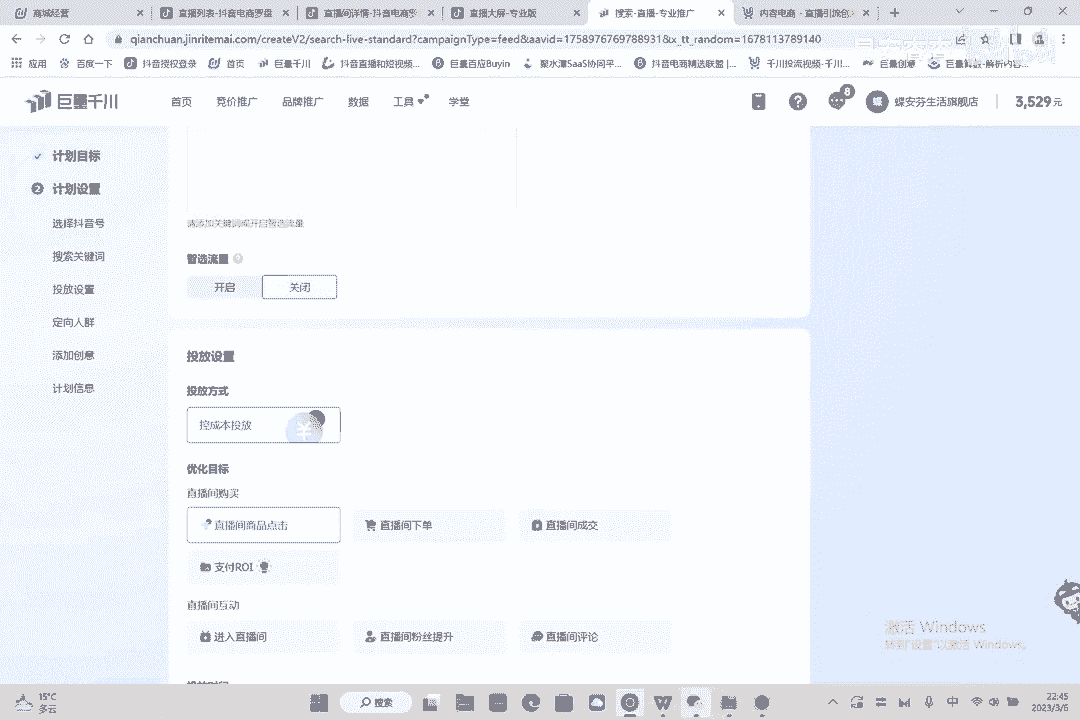 商城经营
直播列表-抖音电商罗盘
直播间详情-抖音电商罗
直播大屏-专业版
搜索-直播-专业推广
内容电商 - 直播引流包
qianchuan.jinritemai.com/createV2/search-live-standard?campaignType=feed&aavid=1758976769788931&x_tt_random=1678113789140
应用
百度一下
抖音授权登录
首页
巨量千川
抖音直播和短视频...
巨量百应Buyin
聚水潭SaaS协同平...
抖音电商精选联盟 |...
千川投流视频-千川...
巨量创意
巨量千川
首页
竞价推广
品牌推广
数据
工具
学堂
8
蝶
蝶安芬生活旗舰店
3,529元
计划目标
2 计划设置
选择抖音号
搜索关键词
投放设置
定向人群
添加创意
计划信息
请添加关键词或开启智选流量
智选流量
开启
关闭
投放设置
投放方式
控成本投放
优化目标
直播间购买
直播间商品点击
直播间下单
直播间成交
支付ROI
直播间互动
进入直播间
直播间粉丝提升
直播间评论
投放时间
激活 Windows
转到"设置"以激活 Windows。
15°C
多云
搜索
中
22:45
2023/3/6